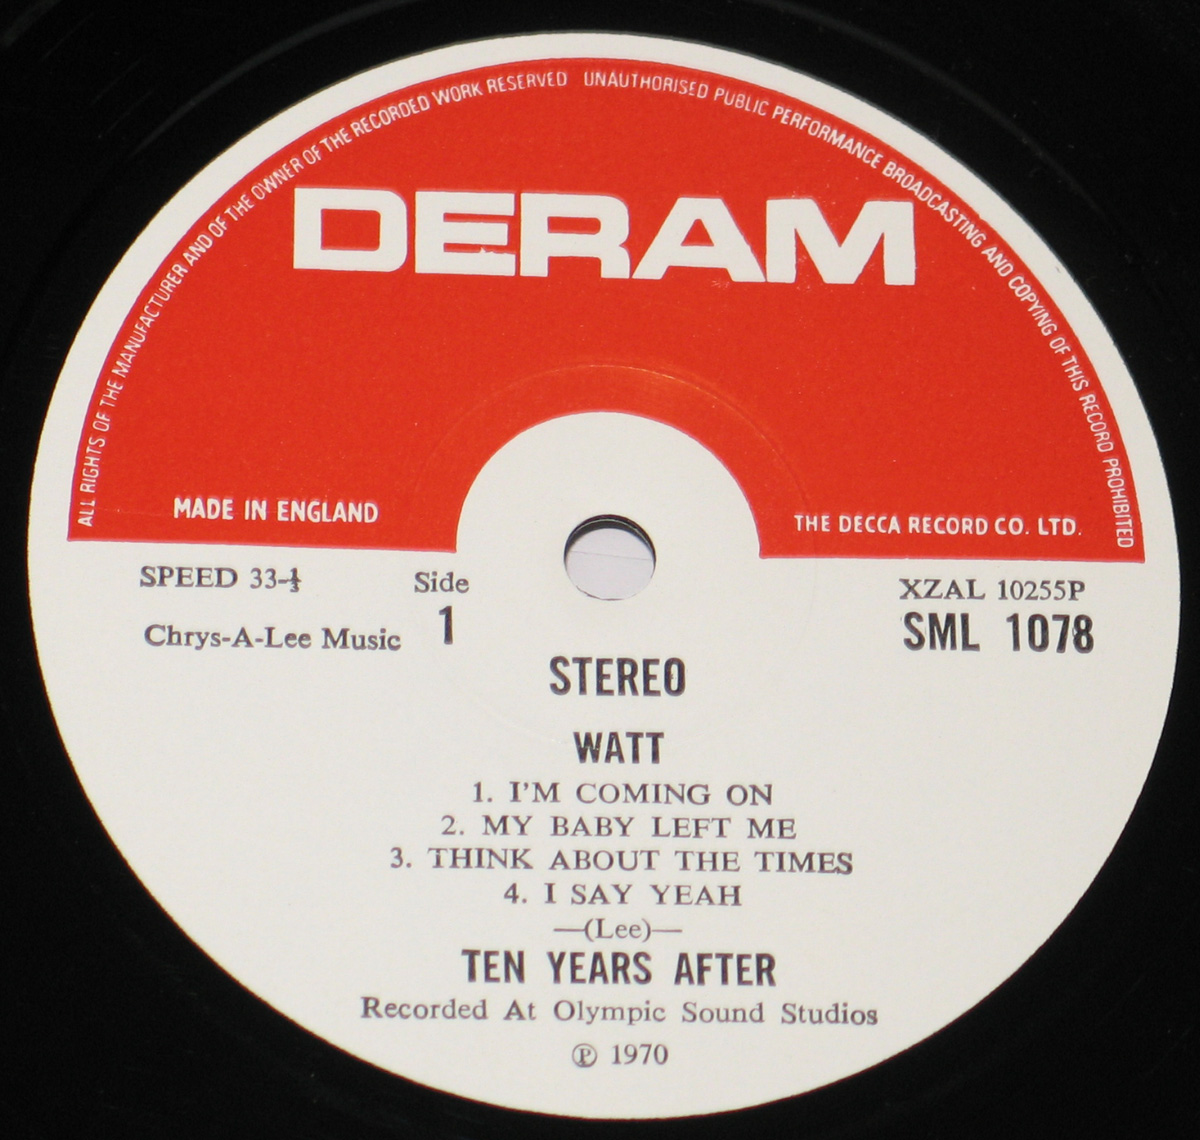 ALL RIGHTS OF THE MANUFACTURER AND OF THE OWNER OF THE RECORDED WORK RESERVED UNAUTHORISED PUBLIC PERFORMANCE BROADCASTING AND COPYING OF THIS RECORD PROHIBITED
DERAM
MADE IN ENGLAND
THE DECCA RECORD CO. LTD.
SPEED 33-⅓
Side
1
XZAL 10255P
Chrys-A-Lee Music
SML 1078
STEREO
WATT
1. I'M COMING ON
2. MY BABY LEFT ME
3. THINK ABOUT THE TIMES
4. I SAY YEAH
—(Lee)—
TEN YEARS AFTER
Recorded At Olympic Sound Studios
℗ 1970